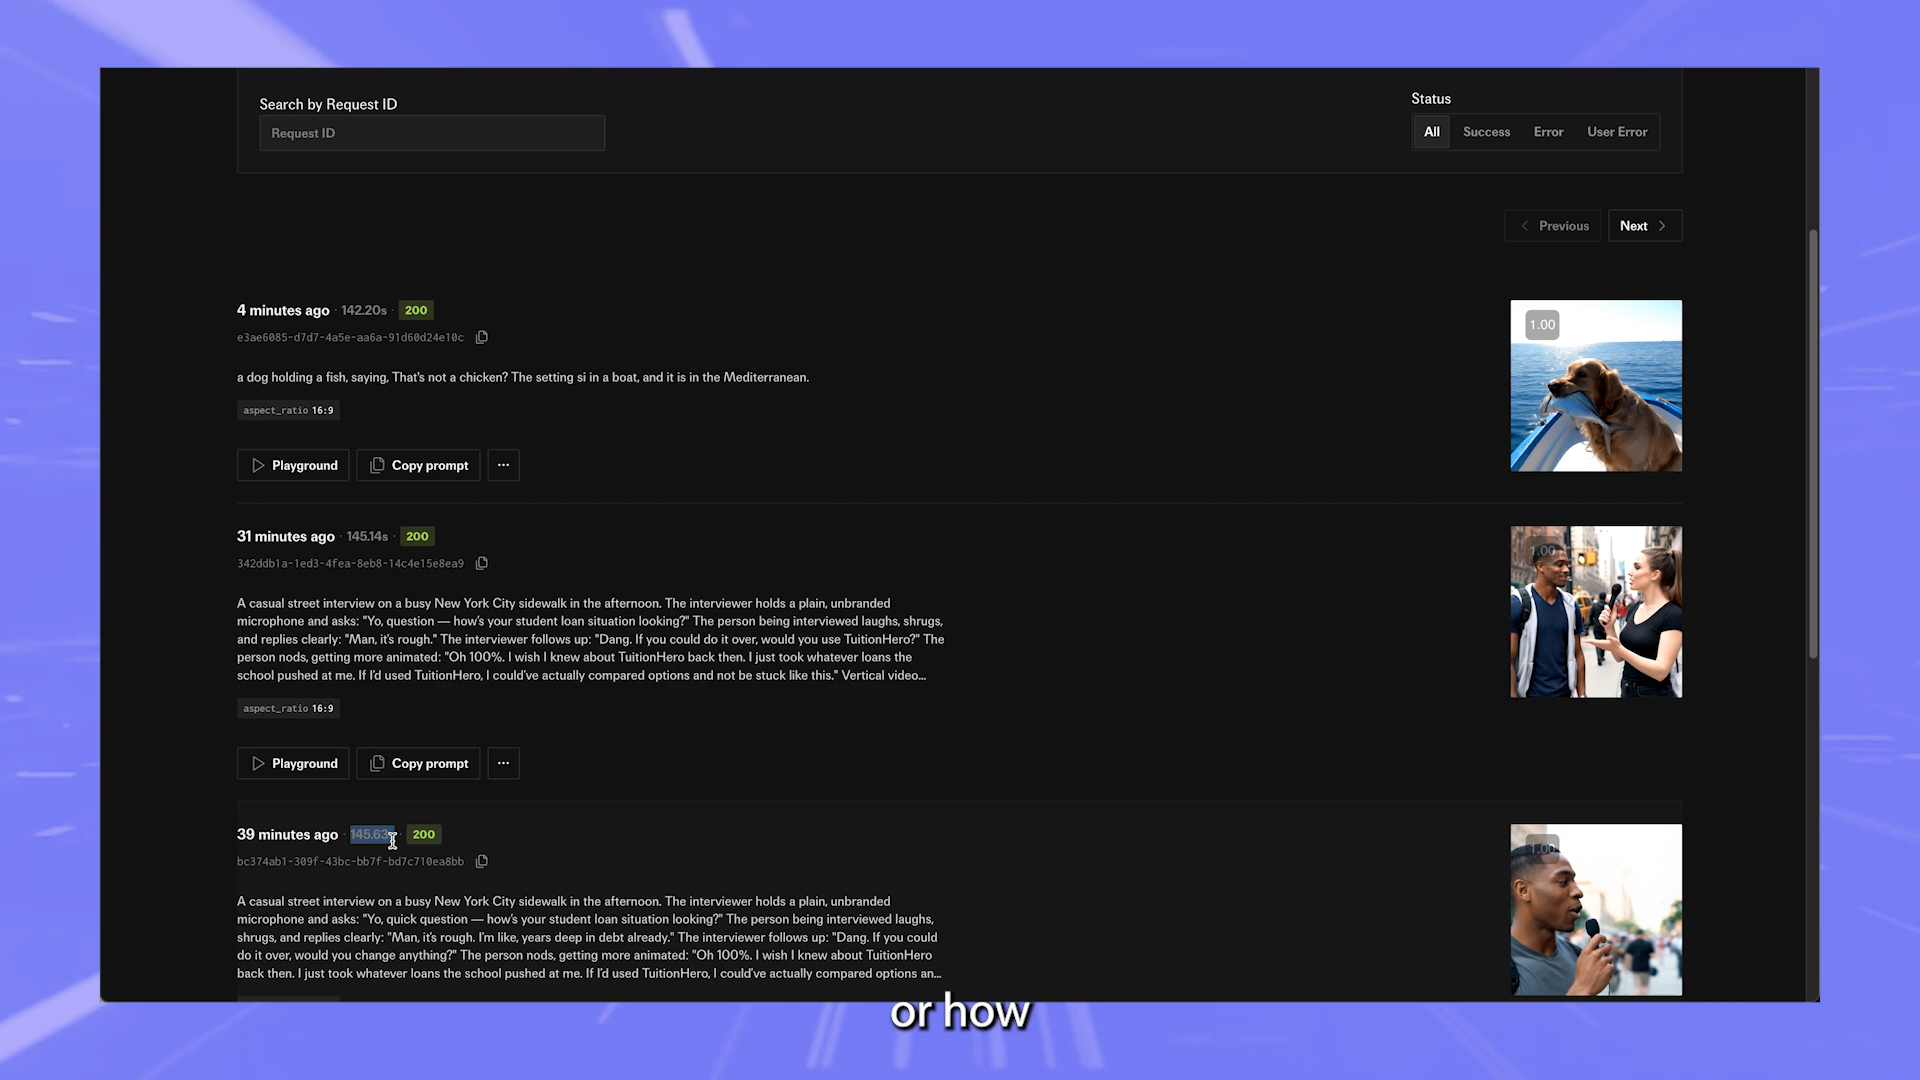 Search by Request ID
Request ID
Status
All
Success
Error
User Error
Previous
Next
4 minutes ago · 142.20s · 200
e3ae6085-d7d7-4a5e-aa6a-91d60d24e10c
a dog holding a fish, saying, That's not a chicken? The setting si in a boat, and it is in the Mediterranean.
aspect_ratio 16:9
Playground
Copy prompt
...
1.00
31 minutes ago · 145.14s · 200
342ddb1a-1ed3-4fea-8eb8-14c4e15e8ea9
A casual street interview on a busy New York City sidewalk in the afternoon. The interviewer holds a plain, unbranded
microphone and asks: "Yo, question — how's your student loan situation looking?" The person being interviewed laughs, shrugs,
and replies clearly: "Man, it's rough." The interviewer follows up: "Dang. If you could do it over, would you use TuitionHero?" The
person nods, getting more animated: "Oh 100%. I wish I knew about TuitionHero back then. I just took whatever loans the
school pushed at me. If I'd used TuitionHero, I could've actually compared options and not be stuck like this." Vertical video...
aspect_ratio 16:9
Playground
Copy prompt
...
1.00
39 minutes ago · 145.63s · 200
bc374ab1-309f-43bc-bb7f-bd7c710ea8bb
A casual street interview on a busy New York City sidewalk in the afternoon. The interviewer holds a plain, unbranded
microphone and asks: "Yo, quick question — how's your student loan situation looking?" The person being interviewed laughs,
shrugs, and replies clearly: "Man, it's rough. I'm like, years deep in debt already." The interviewer follows up: "Dang. If you could
do it over, would you change anything?" The person nods, getting more animated: "Oh 100%. I wish I knew about TuitionHero
back then. I just took whatever loans the school pushed at me. If I'd used TuitionHero, I could've actually compared options an...
1.00
or how